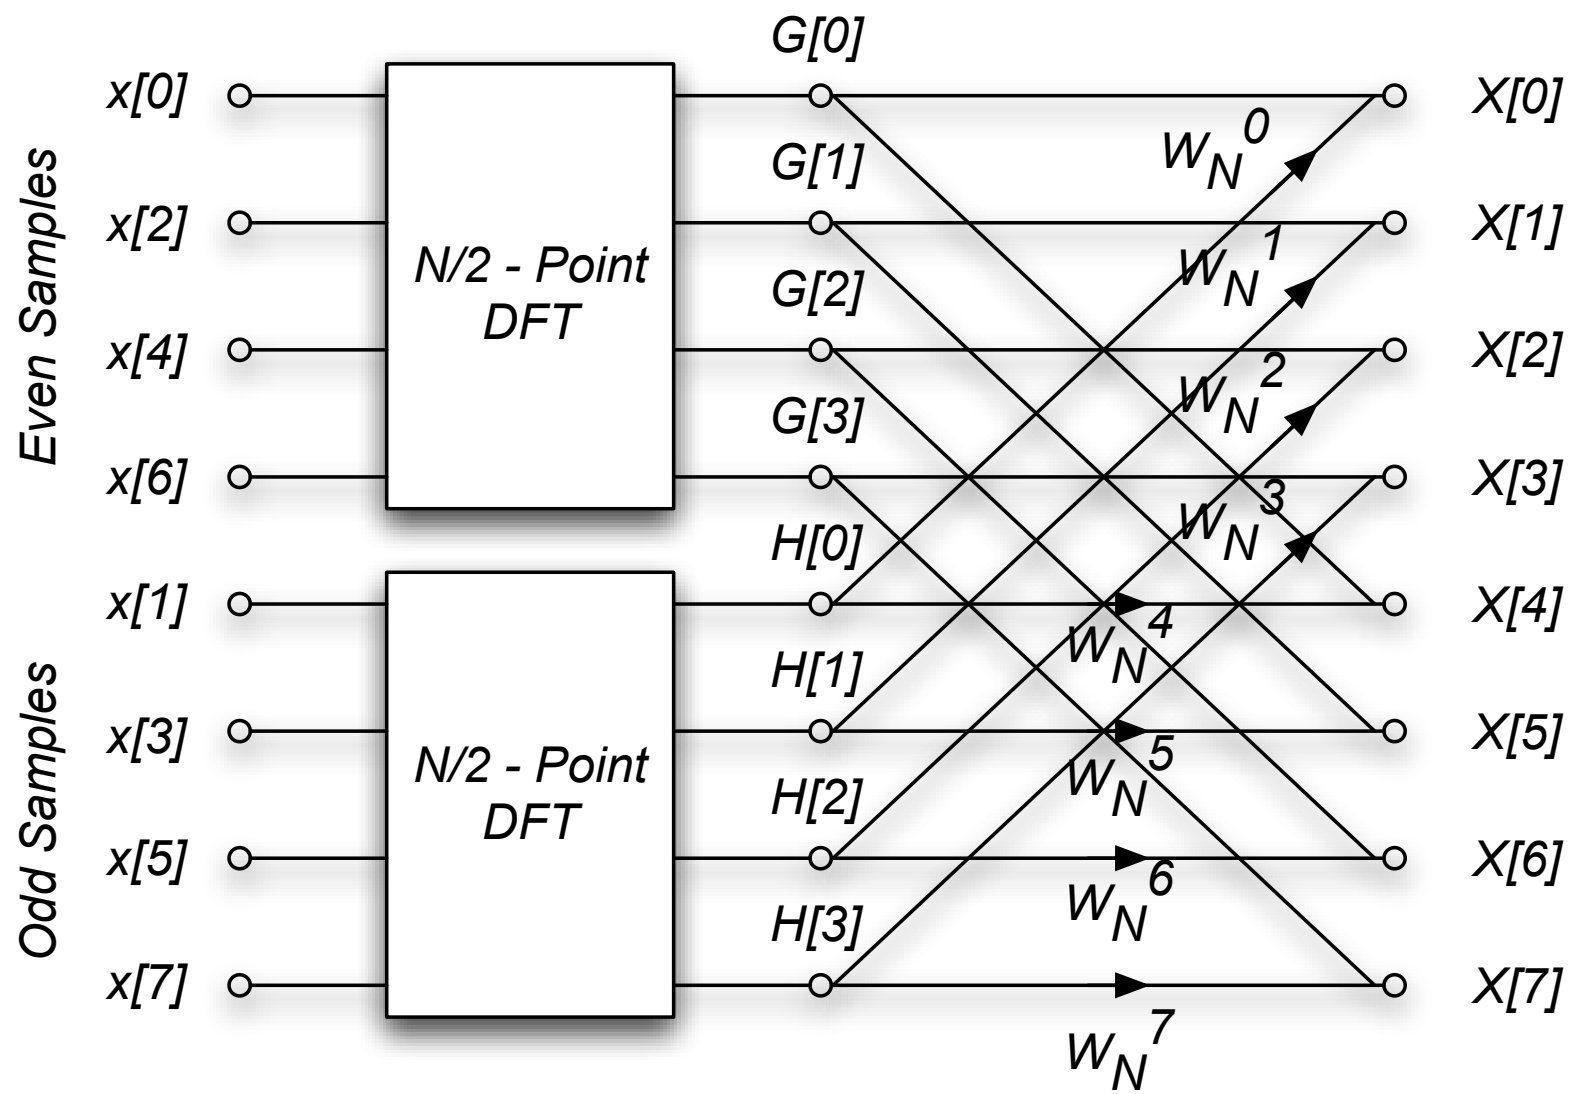 Even Samples
Odd Samples
x[0]
x[2]
x[4]
x[6]
x[1]
x[3]
x[5]
x[7]
N/2 - Point
DFT
N/2 - Point
DFT
G[0]
G[1]
G[2]
G[3]
H[0]
H[1]
H[2]
H[3]
W_N^0
W_N^1
W_N^2
W_N^3
W_N^4
W_N^5
W_N^6
W_N^7
X[0]
X[1]
X[2]
X[3]
X[4]
X[5]
X[6]
X[7]